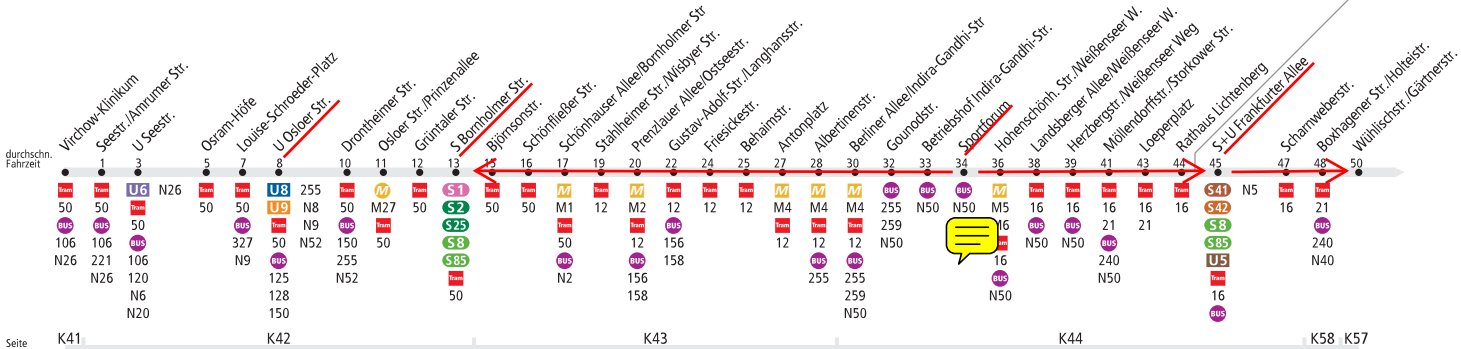 Virchow-Klinikum
Seestr./Amrumer Str.
U Seestr.
Osram-Höfe
Louise-Schroeder-Platz
U Osloer Str.
Drontheimer Str.
Osloer Str./Prinzenallee
Grüntaler Str.
S Bornholmer Str.
Björnsonstr.
Schönfließer Str.
Schönhauser Allee/Bornholmer Str
Stahlheimer Str./Wisbyer Str.
Prenzlauer Allee/Ostseestr.
Gustav-Adolf-Str./Langhansstr.
Friesickestr.
Behaimstr.
Antonplatz
Albertinenstr.
Berliner Allee/Indira-Gandhi-Str
Gounodstr.
Betriebshof Indira-Gandhi-Str.
Sportforum
Hohenschönh. Str./Weißenseer W.
Landsberger Allee/Weißenseer W.
Herzbergstr./Weißenseer Weg
Möllendorffstr./Storkower Str.
Loeperplatz
Rathaus Lichtenberg
S+U Frankfurter Allee
Scharnweberstr.
Boxhagener Str./Holteistr.
Wühlischstr./Gärtnerstr.
durchschn.
Fahrzeit
1 3 5 7 8 10 11 12 13 15 16 17 19 20 22 24 25 27 28 30 32 33 34 36 38 39 41 43 44 45 47 48 50
Tram
50
BUS
106
N26
Tram
50
BUS
106
221
N26
U6 N26
Tram
50
BUS
106
120
N6
N20
Tram
50
Tram
50
BUS
327
N9
U8 255
U9 N8
Tram N9
50 N52
BUS
125
128
150
Tram
50
BUS
150
255
N52
M
M27
Tram
50
Tram
50
S1
S2
S25
S8
S85
Tram
50
Tram
50
Tram
50
M
M1
Tram
50
BUS
N2
Tram
12
M
M2
Tram
12
BUS
156
158
Tram
12
BUS
156
158
Tram
12
Tram
12
M
M4
Tram
12
M
M4
Tram
12
BUS
255
M
M4
Tram
12
BUS
255
259
N50
BUS
255
259
N50
BUS
N50
BUS
N50
M
M5
16
BUS
N50
Tram
16
BUS
N50
Tram
16
BUS
N50
Tram
16
21
BUS
240
N50
Tram
16
21
Tram
16
S41 N5
S42
S8
S85
U5
Tram
16
BUS
Tram
16
Tram
21
BUS
240
N40
Seite K41 K42 K43 K44 K58 K57